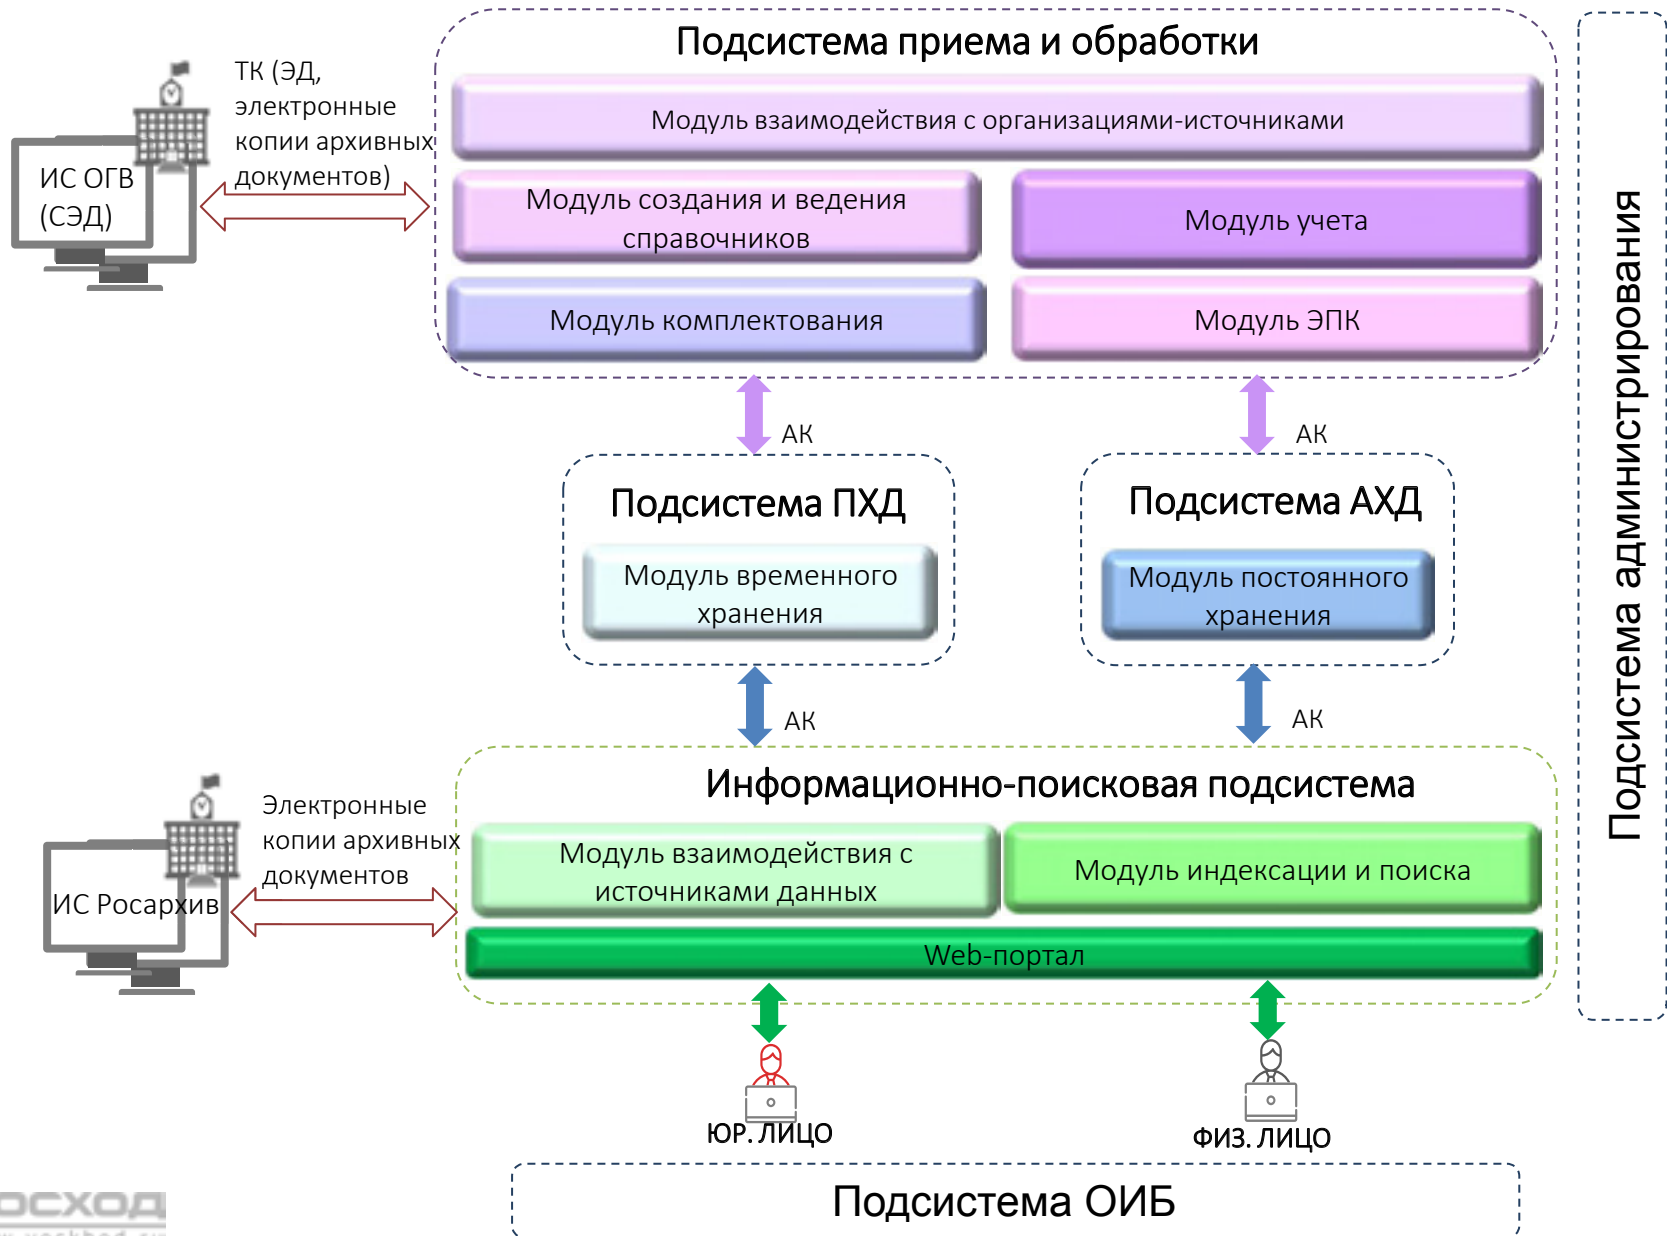 Подсистема приема и обработки
ТК (ЭД,
электронные
копии архивных
документов)
ИС ОГВ
(СЭД)
Модуль взаимодействия с организациями-источниками
Модуль создания и ведения
справочников
Модуль учета
Модуль комплектования
Модуль ЭПК
АК
АК
Подсистема ПХД
Модуль временного
хранения
Подсистема АХД
Модуль постоянного
хранения
АК
АК
Информационно-поисковая подсистема
Электронные
копии архивных
документов
ИС Росархив
Модуль взаимодействия с
источниками данных
Модуль индексации и поиска
Web-портал
ЮР. ЛИЦО
ФИЗ. ЛИЦО
Подсистема ОИБ
Подсистема администрирования
ОСХОД